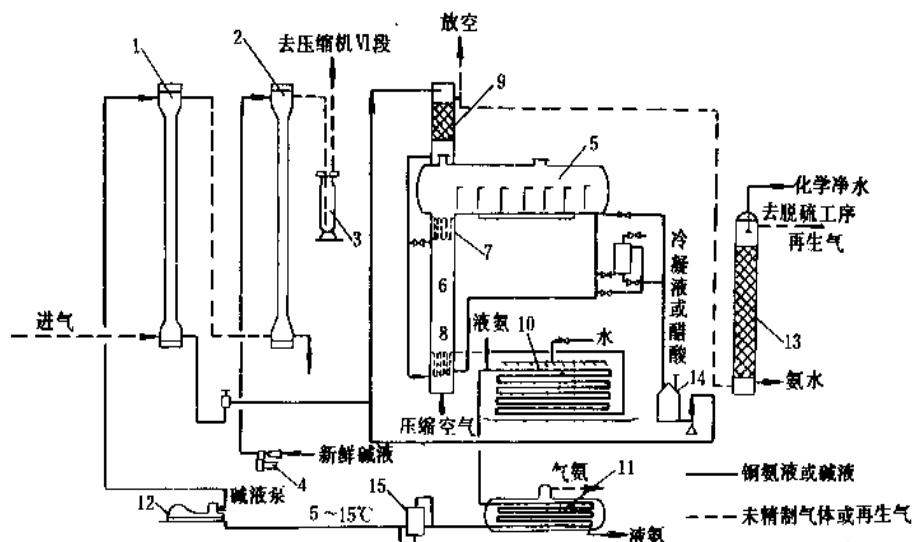 放空
去压缩机Ⅵ段
1
2
9
5
化学净水
去脱硫工序
再生气
3
7
冷凝液或醋酸
6
进气
8
液氨
10
水
13
14
氨水
压缩空气
新鲜碱液
4
气氨
11
铜氨液或碱液
碱液泵
15
12
5～15℃
液氨
未精制气体或再生气